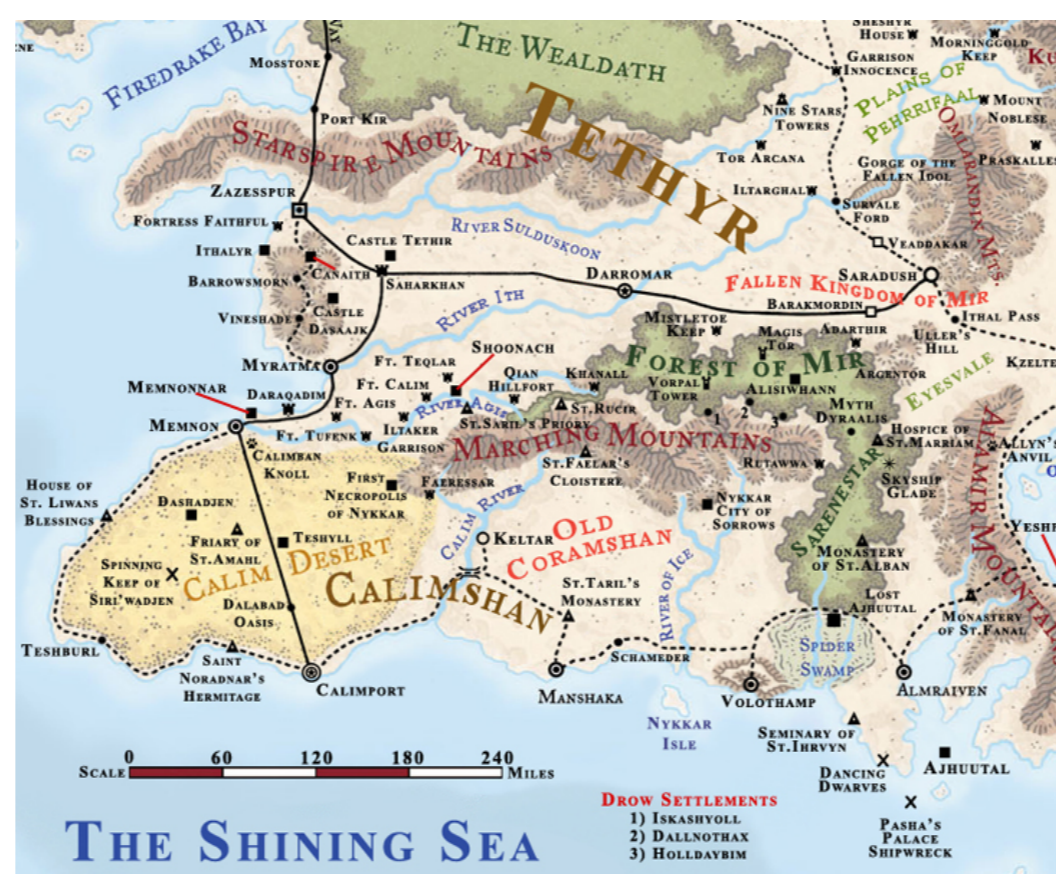 ENE
FIREDRAKE BAY
MOSSTONE
WAY
THE WEALDATH
SHESHYR
HOUSE
MORNINGGOLD
KEEP
GARRISON
INNOCENCE
KU
PLAINS OF
PEHRRIFAAL
MOUNT
NOBLESE
PORT KIR
NINE STARS
TOWERS
STARSPIRE MOUNTAINS
TETHYR
TOR ARCANA
GORGE OF THE
FALLEN IDOL
OMLARANDIN MTS.
PRASKALLES
ZAZESSPUR
ILTARGHAL
SURVALE
FORD
FORTRESS FAITHFUL
RIVER SULDUSKOON
VEADDAKAR
ITHALYR
CASTLE TETHIR
CANAITH
SAHARKHAN
DARROMAR
SARADUSH
BARROWSMORN
FALLEN KINGDOM OF MIR
BARAKMORDIN
CASTLE
DASAAJK
RIVER ITH
VINESHADE
MISTLETOE
KEEP
MAGIS
TOR
ADARTHIR
ITHAL PASS
ULLER'S
HILL
SHOONACH
MYRATMA
FT. TEQLAR
FOREST OF MIR
ARGENTOR
KZELTE
QIAN
HILLFORT
KHANALL
VORPAL
TOWER
ALISIWHANN
EYESVALE
MEMNONNAR
DARAQADIM
FT. CALIM
FT. AGIS
RIVER AGIS
ST.RUCIR
1
2
3
MYTH
DYRAALIS
MEMNON
FT. TUFENK
ILTAKER
GARRISON
ST.SARIL'S PRIORY
MARCHING MOUNTAINS
HOSPICE OF
ST.MARRIAM
ALLYN'S
ANVIL
CALIMBAN
KNOLL
ST.FAELAR'S
CLOISTERE
RUTAWWA
SKYSHIP
GLADE
ALAMIR MOUNTAI
HOUSE OF
ST. LIWANS
BLESSINGS
FIRST
NECROPOLIS
OF NYKKAR
FAERESSAR
DASHADJEN
NYKKAR
CITY OF
SORROWS
SARENESTAR
YESHP
FRIARY OF
ST.AMAHL
TESHYLL
CALIM RIVER
KELTAR
OLD
CORAMSHAN
MONASTERY
OF ST.ALBAN
SPINNING
KEEP OF
SIRI'WADJEN
CALIM DESERT
CALIMSHAN
ST.TARIL'S
MONASTERY
RIVER OF ICE
LOST
AJHUUTAL
MONASTERY
OF ST.FANAL
DALABAD
OASIS
TESHBURL
SAINT
NORADNAR'S
HERMITAGE
SCHAMEDER
SPIDER
SWAMP
CALIMPORT
MANSHAKA
VOLOTHAMP
ALMRAIVEN
NYKKAR
ISLE
SEMINARY OF
ST.IHRVYN
DANCING
DWARVES
AJHUUTAL
0 60 120 180 240
SCALE MILES
THE SHINING SEA
DROW SETTLEMENTS
1) ISKASHYOLL
2) DALLNOTHAX
3) HOLLDAYBIM
PASHA'S
PALACE
SHIPWRECK